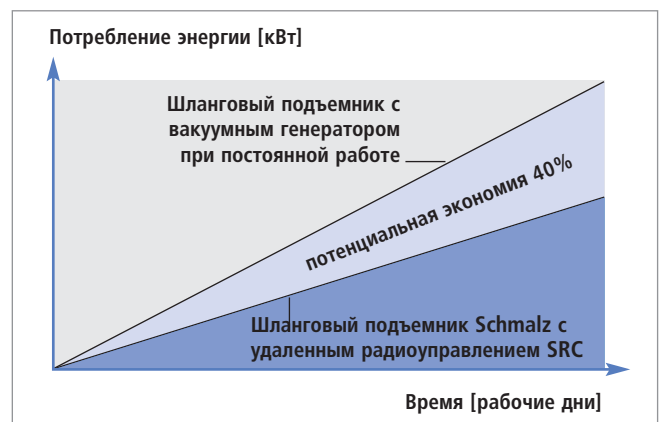 Потребление энергии [кВт]
Шланговый подъемник с
вакуумным генератором
при постоянной работе
потенциальная экономия 40%
Шланговый подъемник Schmalz с
удаленным радиоуправлением SRC
Время [рабочие дни]